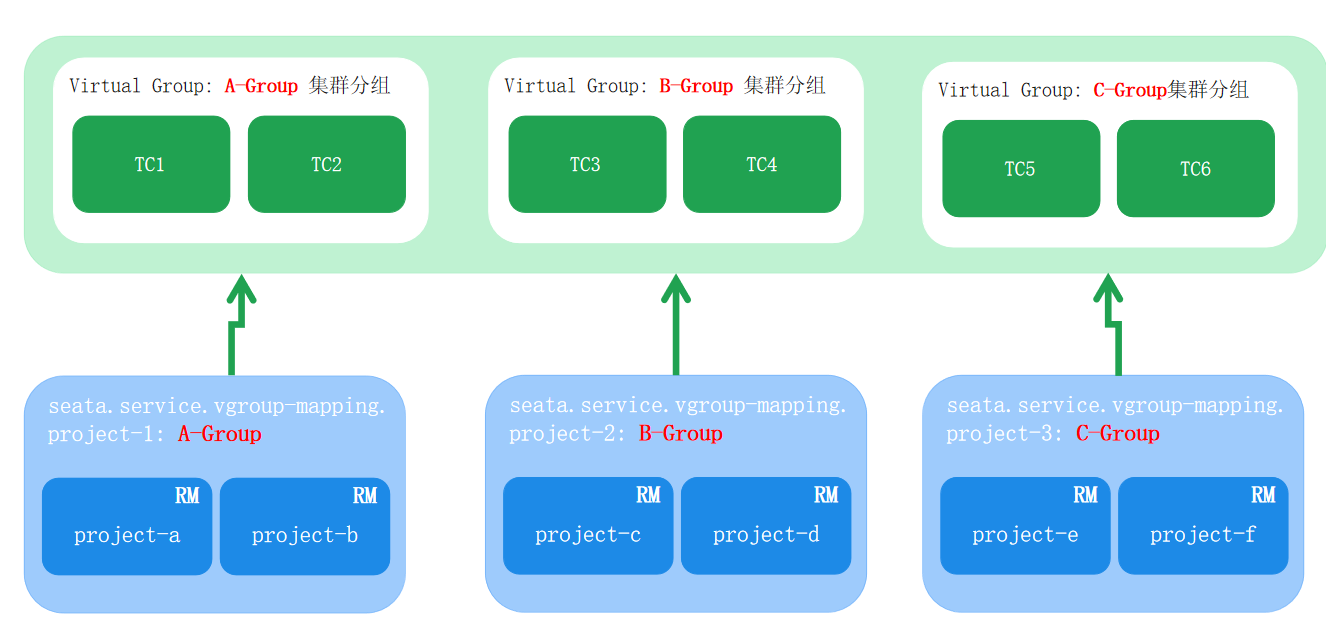 Virtual Group: A-Group 集群分组
TC1
TC2
Virtual Group: B-Group 集群分组
TC3
TC4
Virtual Group: C-Group集群分组
TC5
TC6
seata.service.vgroup-mapping.
project-1: A-Group
RM
project-a
RM
project-b
seata.service.vgroup-mapping.
project-2: B-Group
RM
project-c
RM
project-d
seata.service.vgroup-mapping.
project-3: C-Group
RM
project-e
RM
project-f